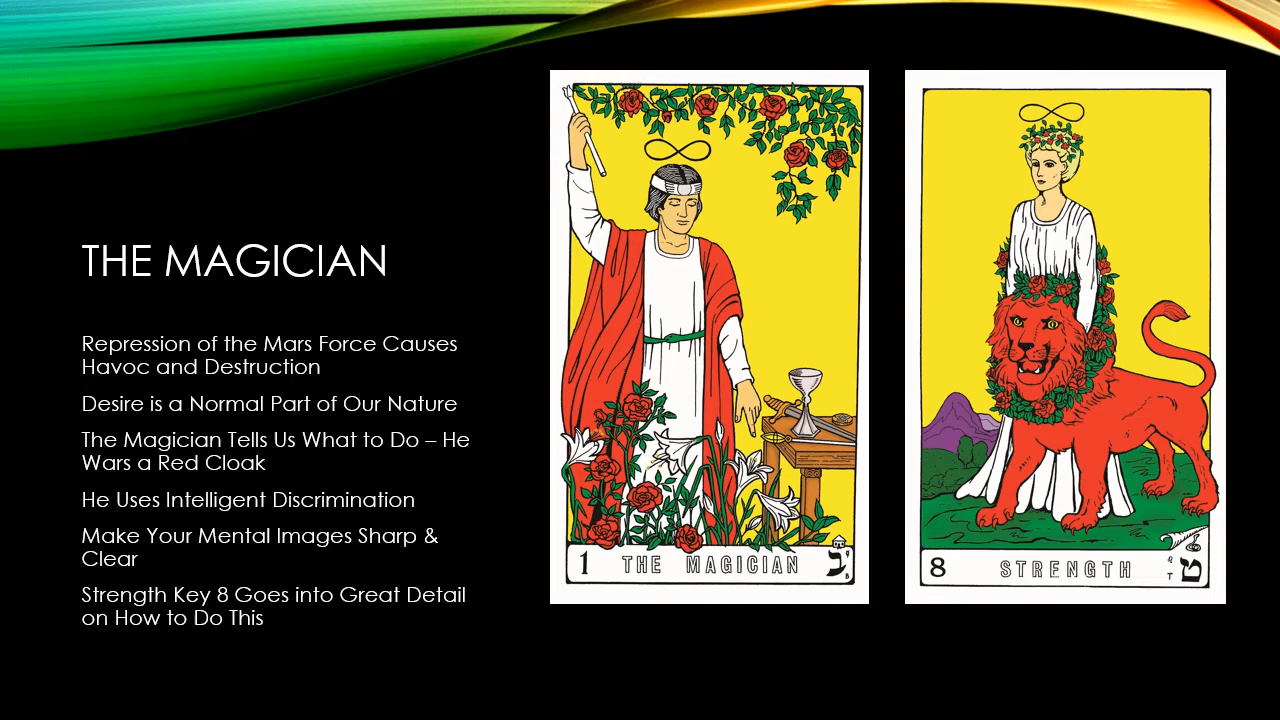 THE MAGICIAN
Repression of the Mars Force Causes
Havoc and Destruction
Desire is a Normal Part of Our Nature
The Magician Tells Us What to Do – He
Wars a Red Cloak
He Uses Intelligent Discrimination
Make Your Mental Images Sharp &
Clear
Strength Key 8 Goes into Great Detail
on How to Do This
1 THE MAGICIAN ב
8 STRENGTH ט